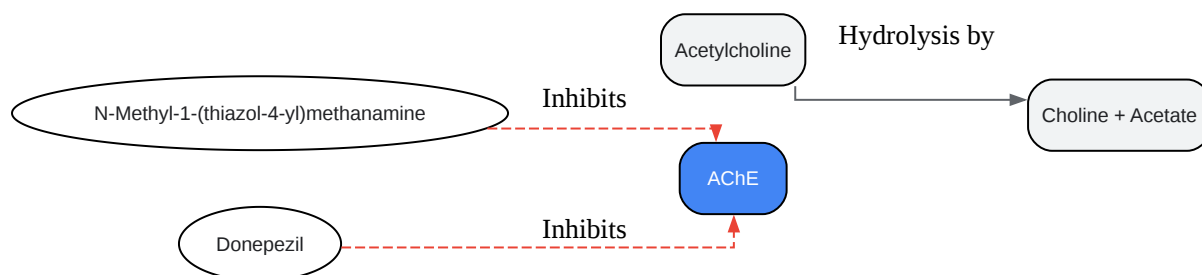 Acetylcholine
Hydrolysis by
N-Methyl-1-(thiazol-4-yl)methanamine
Inhibits
Choline + Acetate
AChE
Donepezil
Inhibits